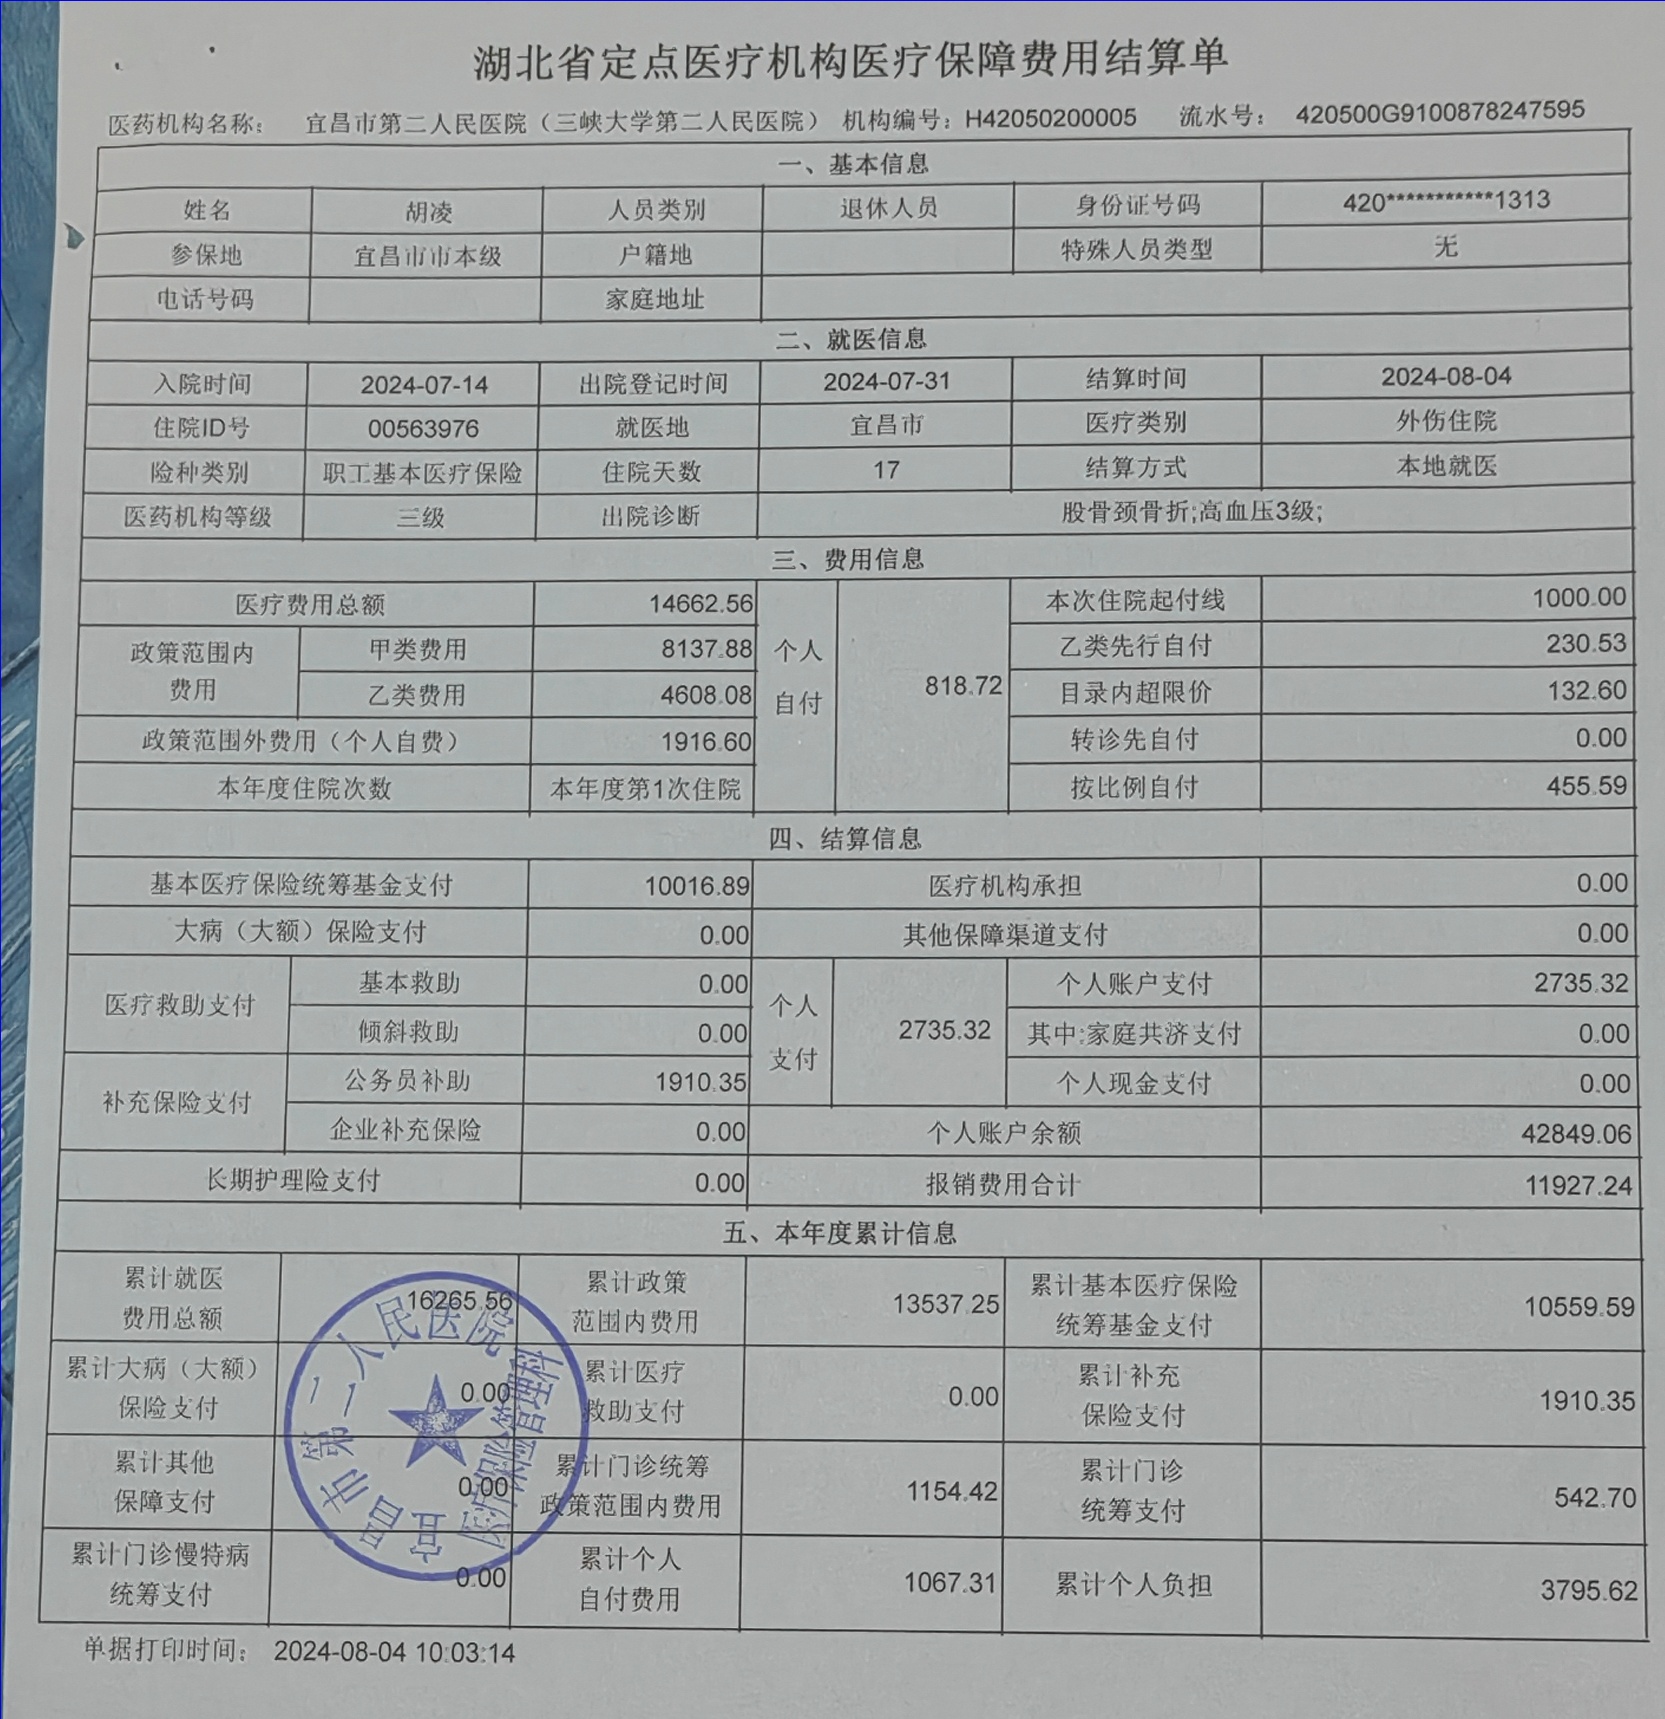 湖北省定点医疗机构医疗保障费用结算单
医药机构名称： 宜昌市第二人民医院（三峡大学第二人民医院） 机构编号：H42050200005 流水号： 420500G9100878247595
一、基本信息
姓名 胡凌 人员类别 退休人员 身份证号码 420***********1313
参保地 宜昌市市本级 户籍地 特殊人员类型 无
电话号码 家庭地址
二、就医信息
入院时间 2024-07-14 出院登记时间 2024-07-31 结算时间 2024-08-04
住院ID号 00563976 就医地 宜昌市 医疗类别 外伤住院
险种类别 职工基本医疗保险 住院天数 17 结算方式 本地就医
医药机构等级 三级 出院诊断 股骨颈骨折;高血压3级;
三、费用信息
医疗费用总额 14662.56 本次住院起付线 1000.00
政策范围内费用 甲类费用 8137.88 个人自付 818.72 乙类先行自付 230.53
乙类费用 4608.08 目录内超限价 132.60
政策范围外费用（个人自费） 1916.60 转诊先自付 0.00
本年度住院次数 本年度第1次住院 按比例自付 455.59
四、结算信息
基本医疗保险统筹基金支付 10016.89 医疗机构承担 0.00
大病（大额）保险支付 0.00 其他保障渠道支付 0.00
医疗救助支付 基本救助 0.00 个人支付 2735.32 个人账户支付 2735.32
倾斜救助 0.00 其中:家庭共济支付 0.00
补充保险支付 公务员补助 1910.35 个人现金支付 0.00
企业补充保险 0.00 个人账户余额 42849.06
长期护理险支付 0.00 报销费用合计 11927.24
五、本年度累计信息
累计就医费用总额 16265.56 累计政策范围内费用 13537.25 累计基本医疗保险统筹基金支付 10559.59
累计大病（大额）保险支付 0.00 累计医疗救助支付 0.00 累计补充保险支付 1910.35
累计其他保障支付 0.00 累计门诊统筹政策范围内费用 1154.42 累计门诊统筹支付 542.70
累计门诊慢特病统筹支付 0.00 累计个人自付费用 1067.31 累计个人负担 3795.62
宜昌市第二人民医院
医疗保险管理科
单据打印时间： 2024-08-04 10:03:14